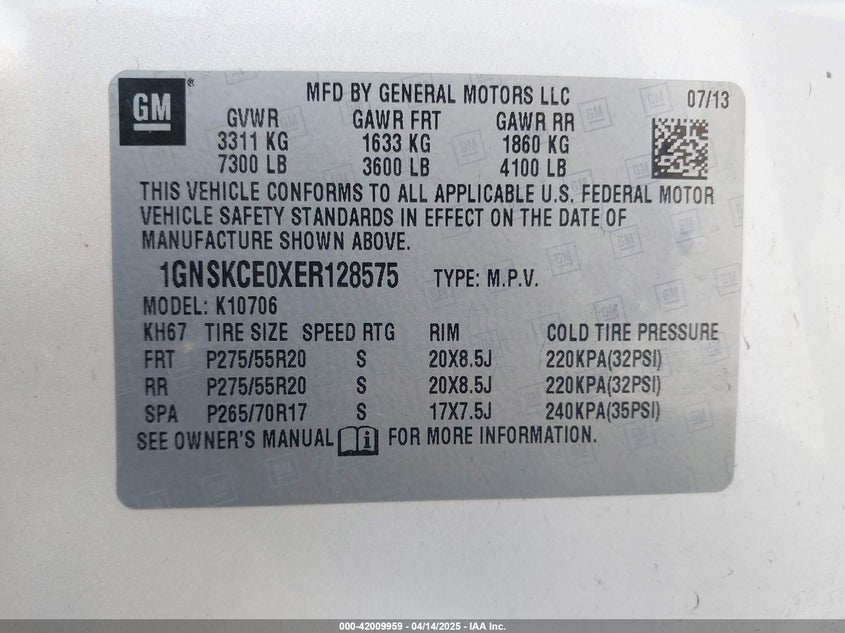 GM
MFD BY GENERAL MOTORS LLC 07/13
GVWR GAWR FRT GAWR RR
3311 KG 1633 KG 1860 KG
7300 LB 3600 LB 4100 LB
THIS VEHICLE CONFORMS TO ALL APPLICABLE U.S. FEDERAL MOTOR
VEHICLE SAFETY STANDARDS IN EFFECT ON THE DATE OF
MANUFACTURE SHOWN ABOVE.
1GNSKCE0XER128575 TYPE: M.P.V.
MODEL: K10706
KH67 TIRE SIZE SPEED RTG RIM COLD TIRE PRESSURE
FRT P275/55R20 S 20X8.5J 220KPA(32PSI)
RR P275/55R20 S 20X8.5J 220KPA(32PSI)
SPA P265/70R17 S 17X7.5J 240KPA(35PSI)
SEE OWNER'S MANUAL i FOR MORE INFORMATION.
000-42009959 - 04/14/2025 - IAA Inc.